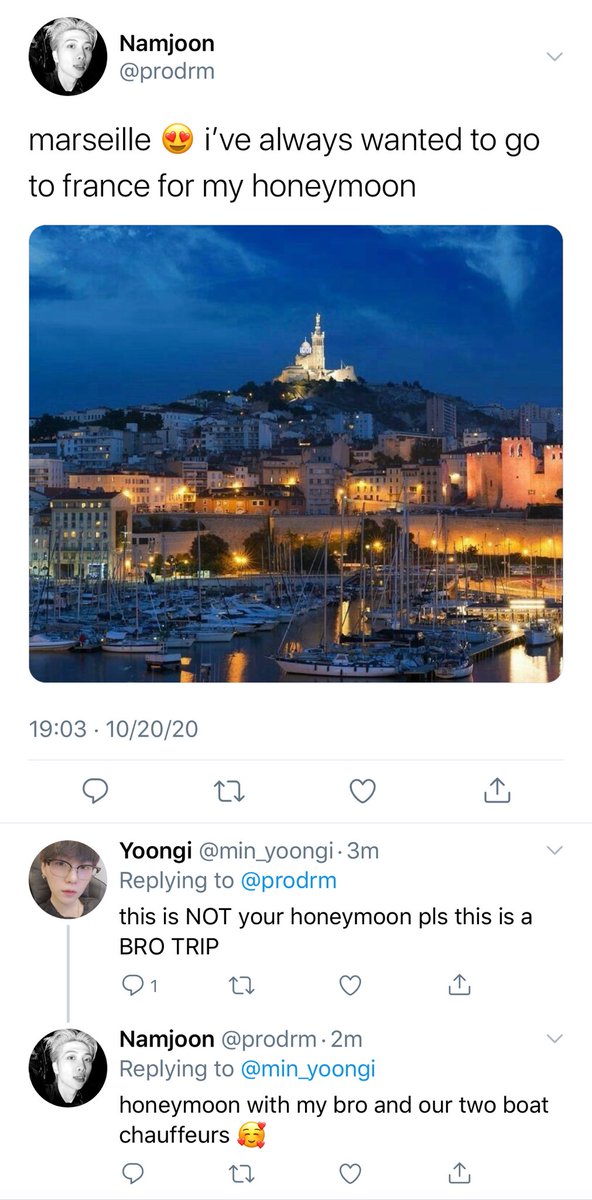 Namjoon
@prodrm
marseille 😍 i've always wanted to go
to france for my honeymoon
19:03 · 10/20/20
Yoongi @min_yoongi · 3m
Replying to @prodrm
this is NOT your honeymoon pls this is a
BRO TRIP
1
Namjoon @prodrm · 2m
Replying to @min_yoongi
honeymoon with my bro and our two boat
chauffeurs 🥰